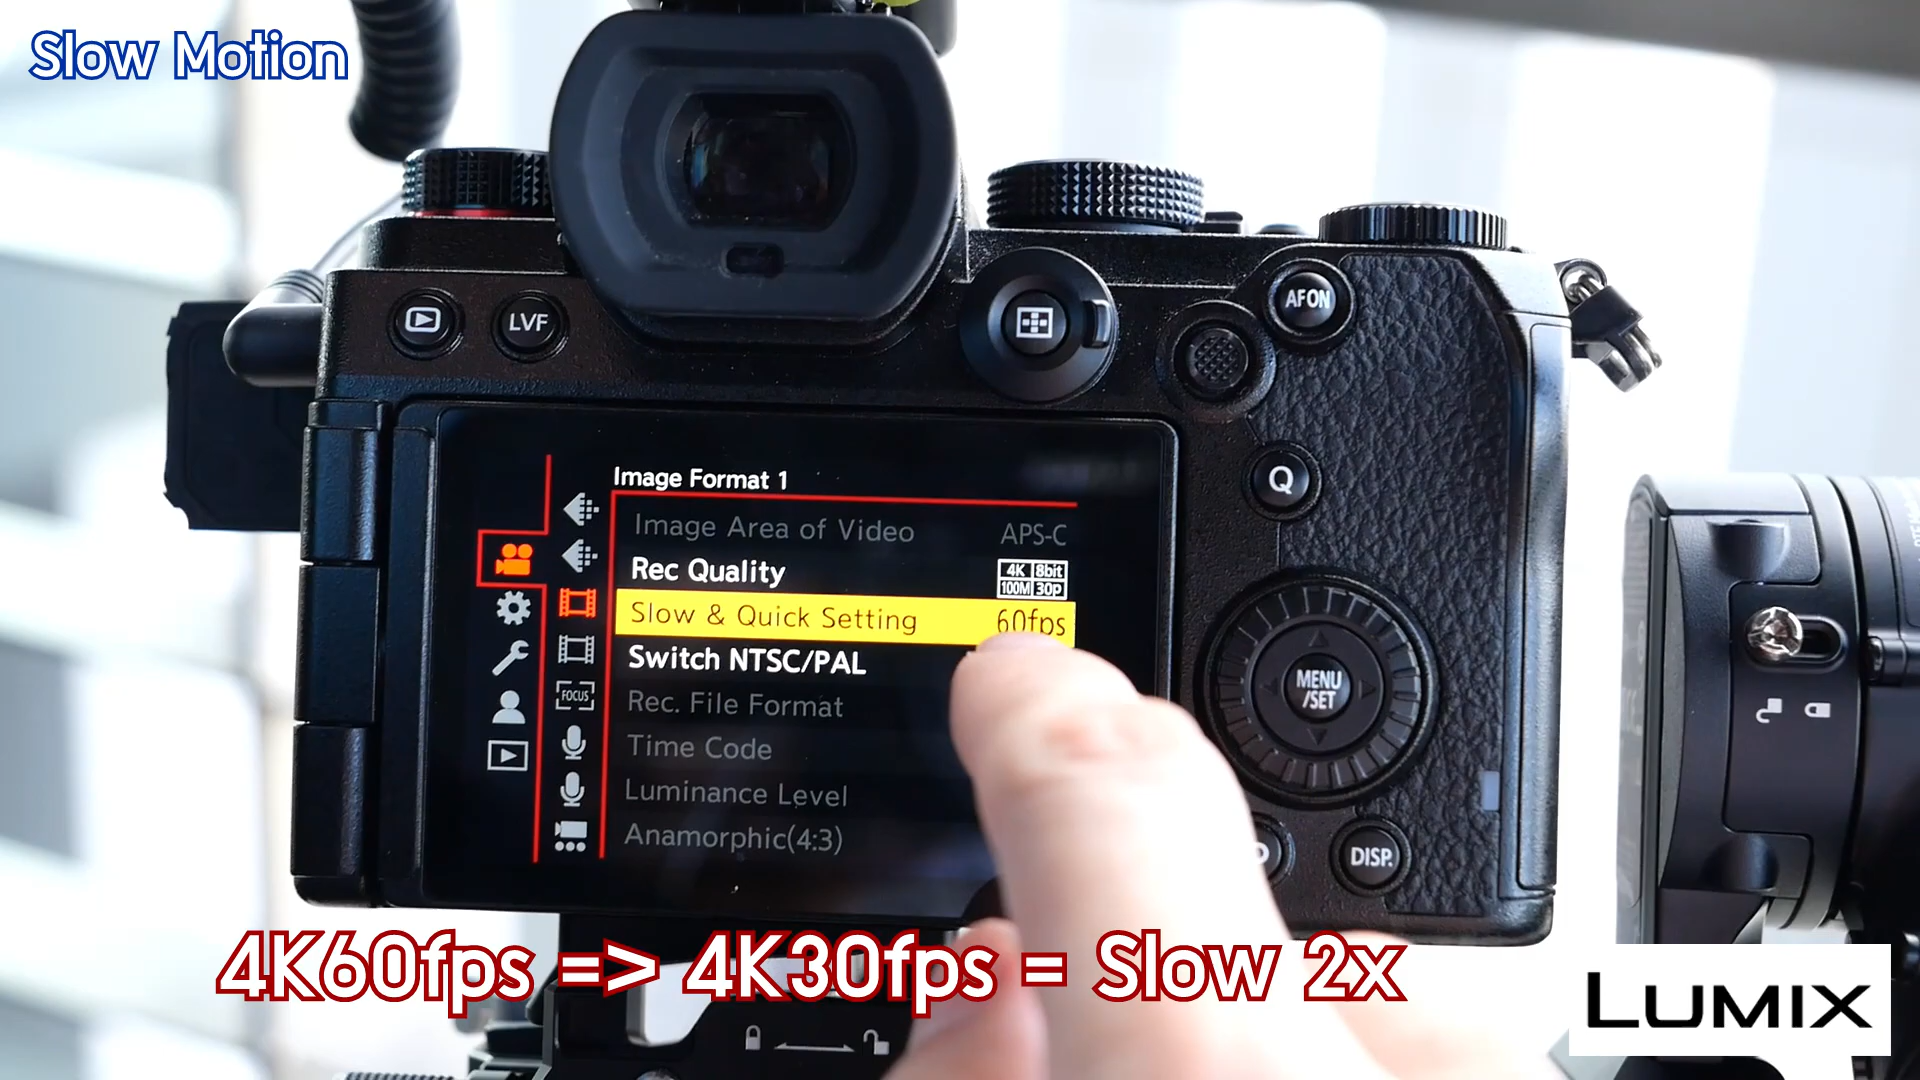 Slow Motion
LVF
AF ON
Q
Image Format 1
Image Area of Video APS-C
Rec Quality 4K 8bit 100M 30p
Slow & Quick Setting 60fps
Switch NTSC/PAL
Rec. File Format
Time Code
Luminance Level
Anamorphic(4:3)
FOCUS
MENU
/SET
DISP.
4K60fps => 4K30fps = Slow 2x
LUMIX